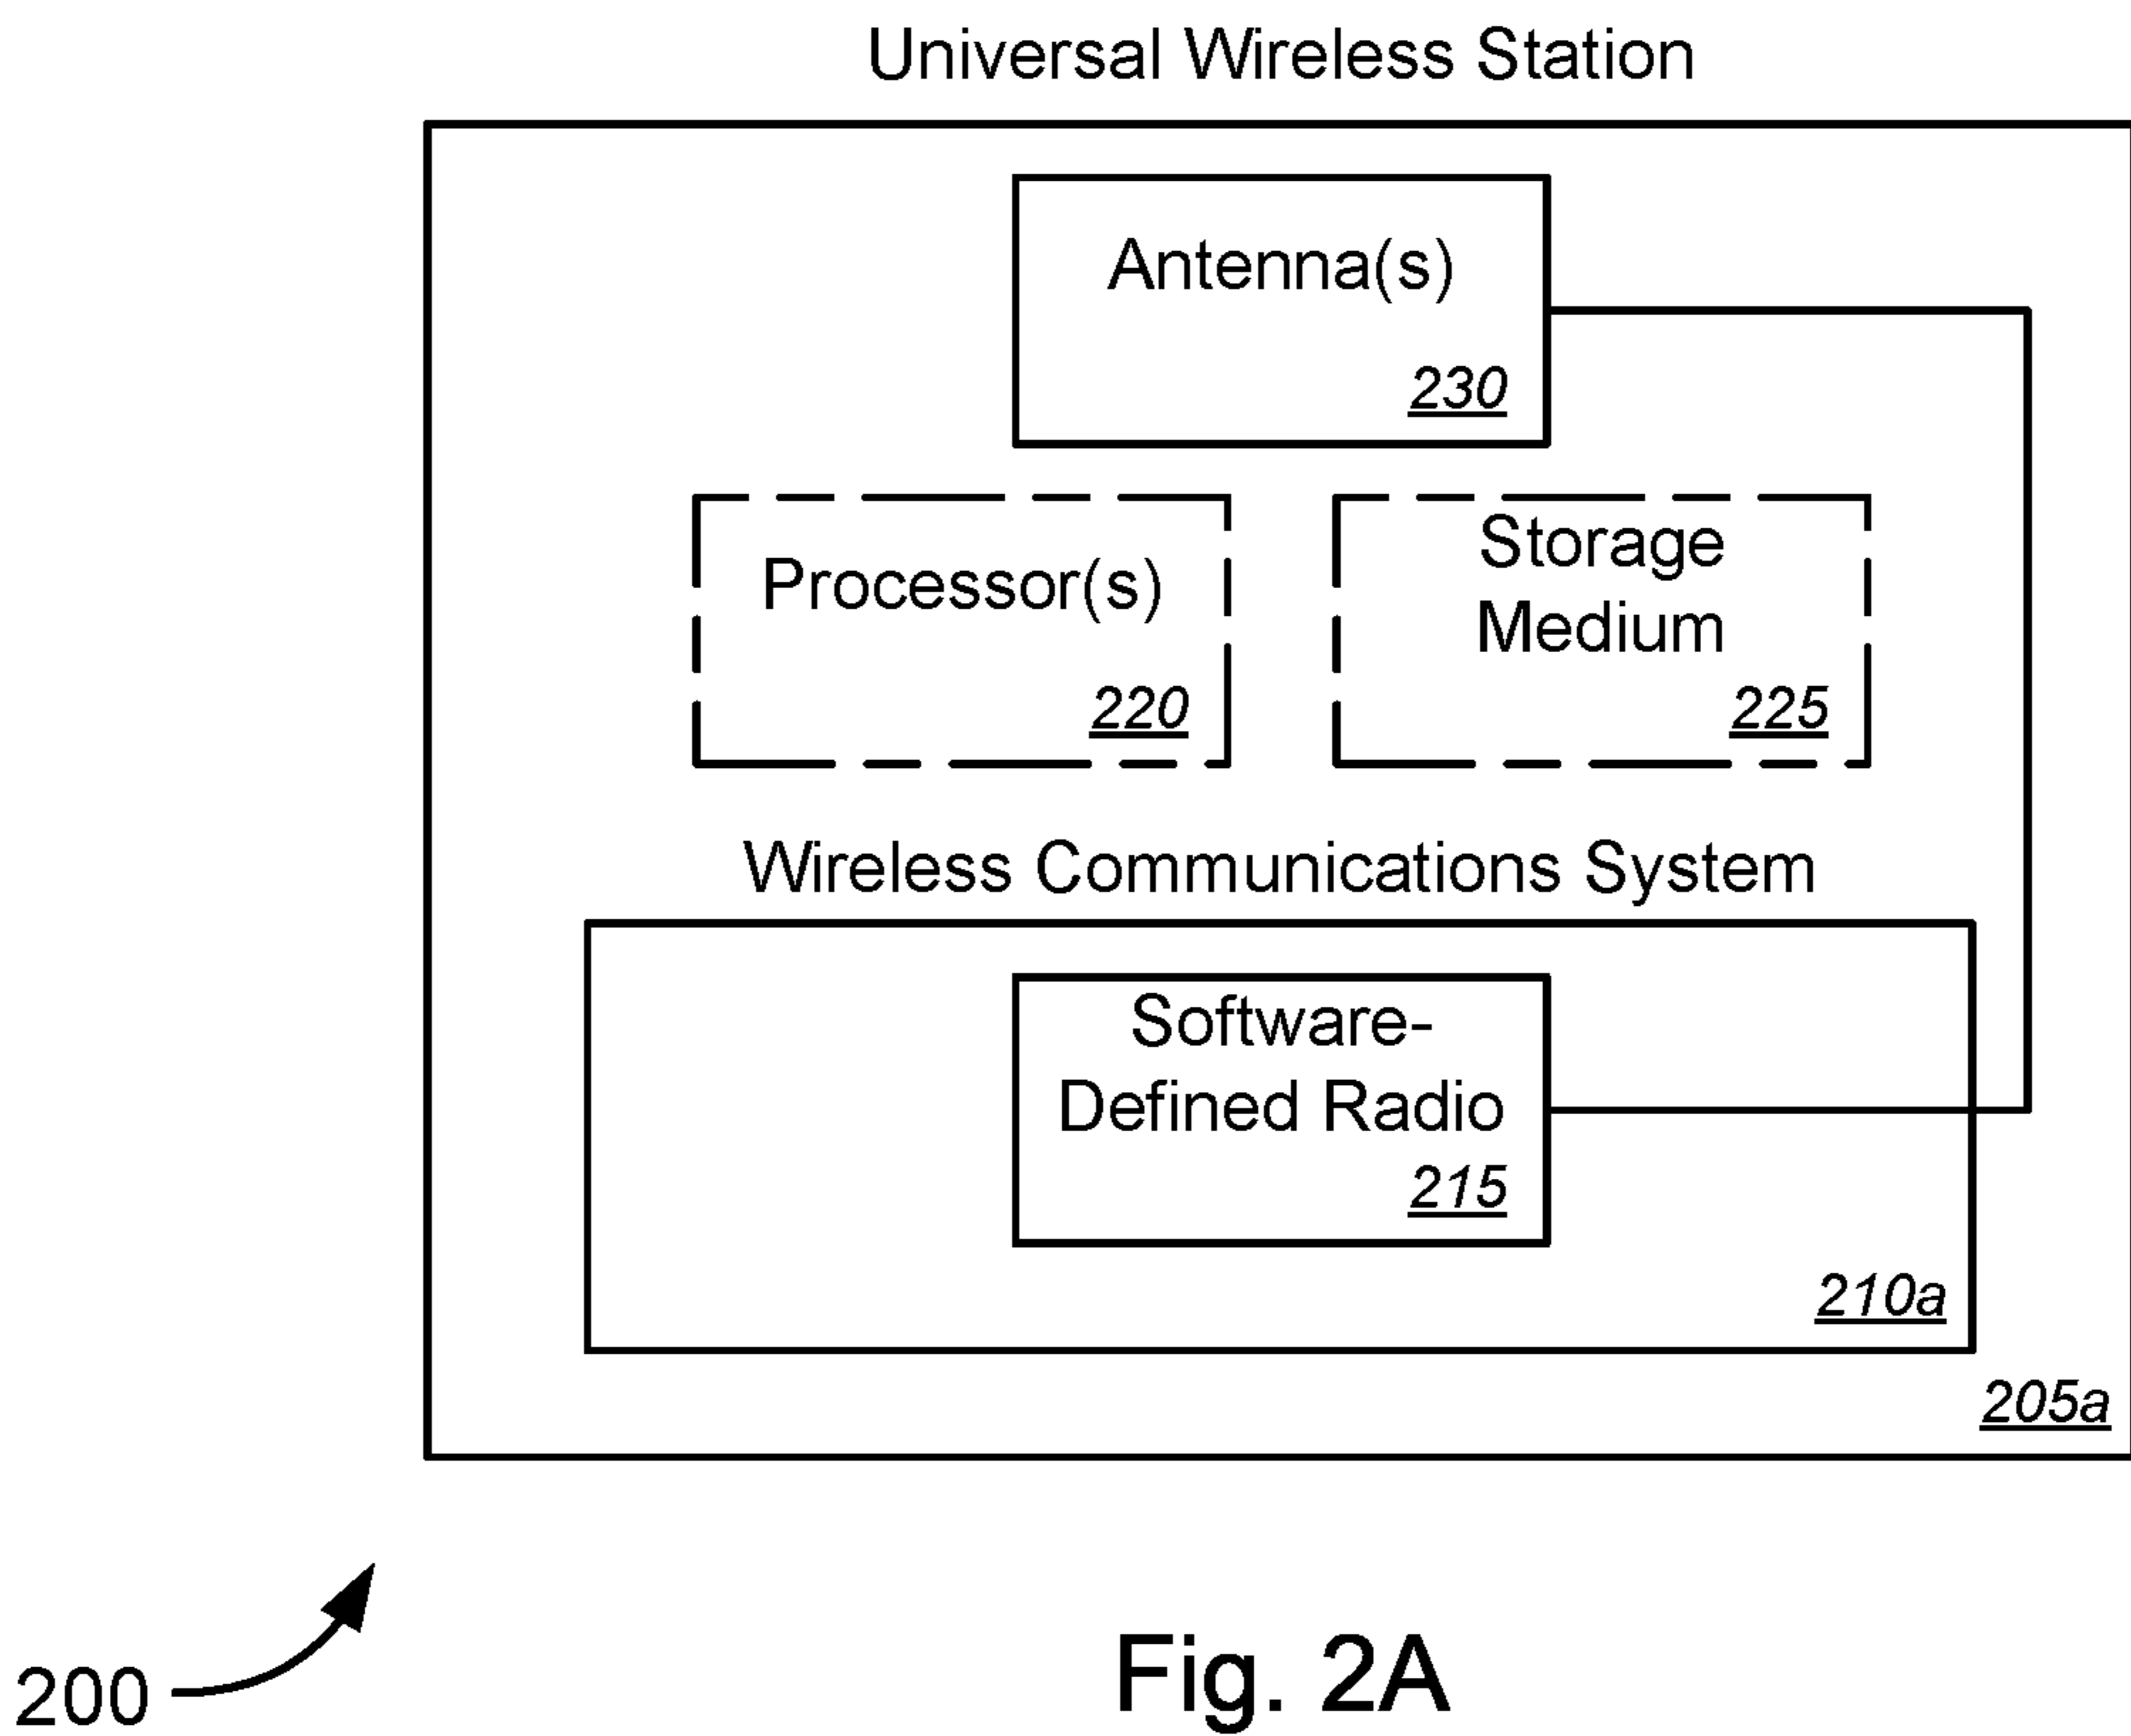 Universal Wireless Station
Antenna(s)
230
Processor(s)
220
Storage
Medium
225
Wireless Communications System
Software-
Defined Radio
215
210a
205a
200
Fig. 2A